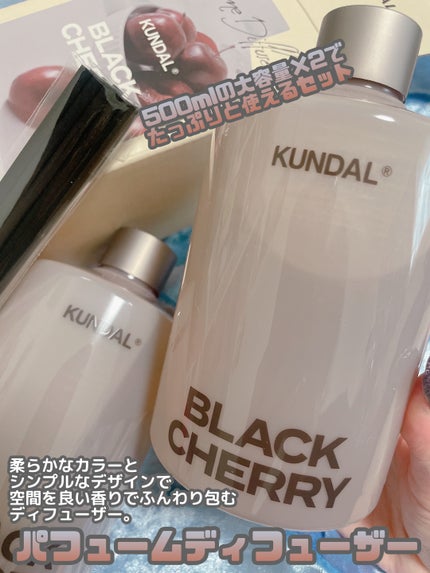 KUNDAL®
BLACK
CHERRY
500mlの大容量×2で
たっぷりと使えるセット
KUNDAL®
KUNDAL®
BLACK
CHERRY
柔らかなカラーと
シンプルなデザインで
空間を良い香りでふんわり包む
ディフューザー。
パフュームディフューザー